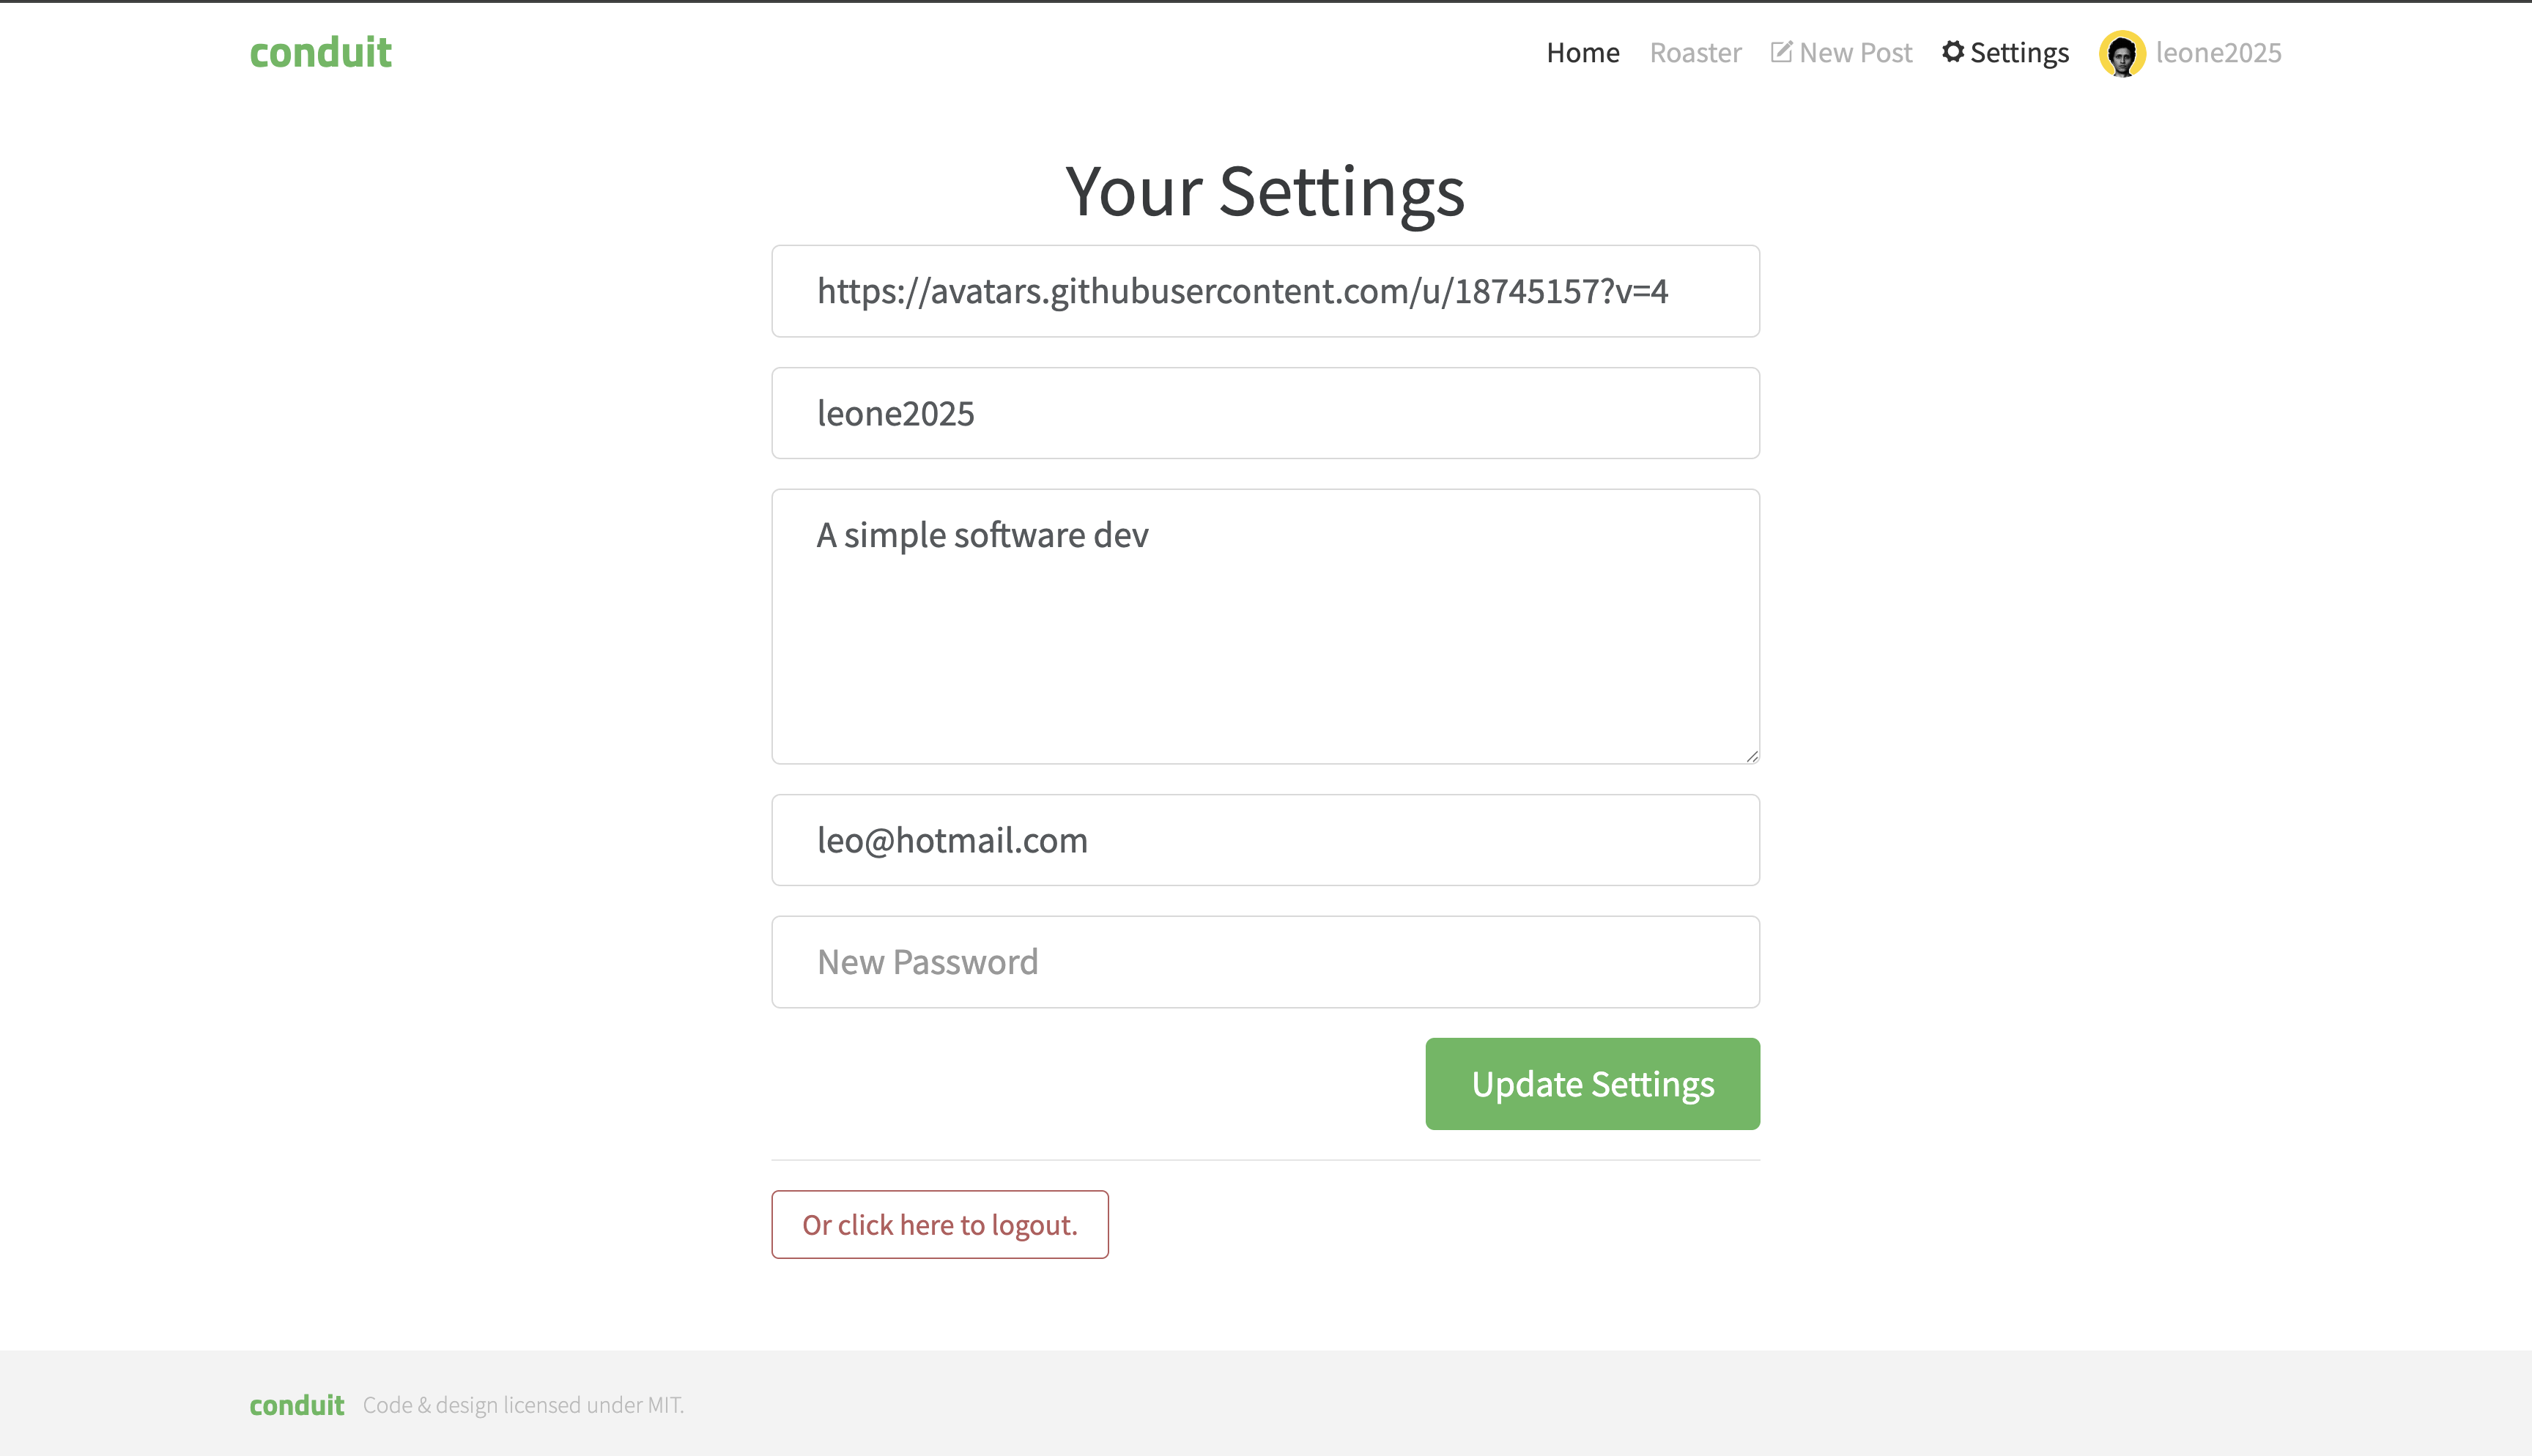 conduit
Home
Roaster
New Post
Settings
leone2025
Your Settings
https://avatars.githubusercontent.com/u/18745157?v=4
leone2025
A simple software dev
leo@hotmail.com
New Password
Update Settings
Or click here to logout.
conduit Code & design licensed under MIT.